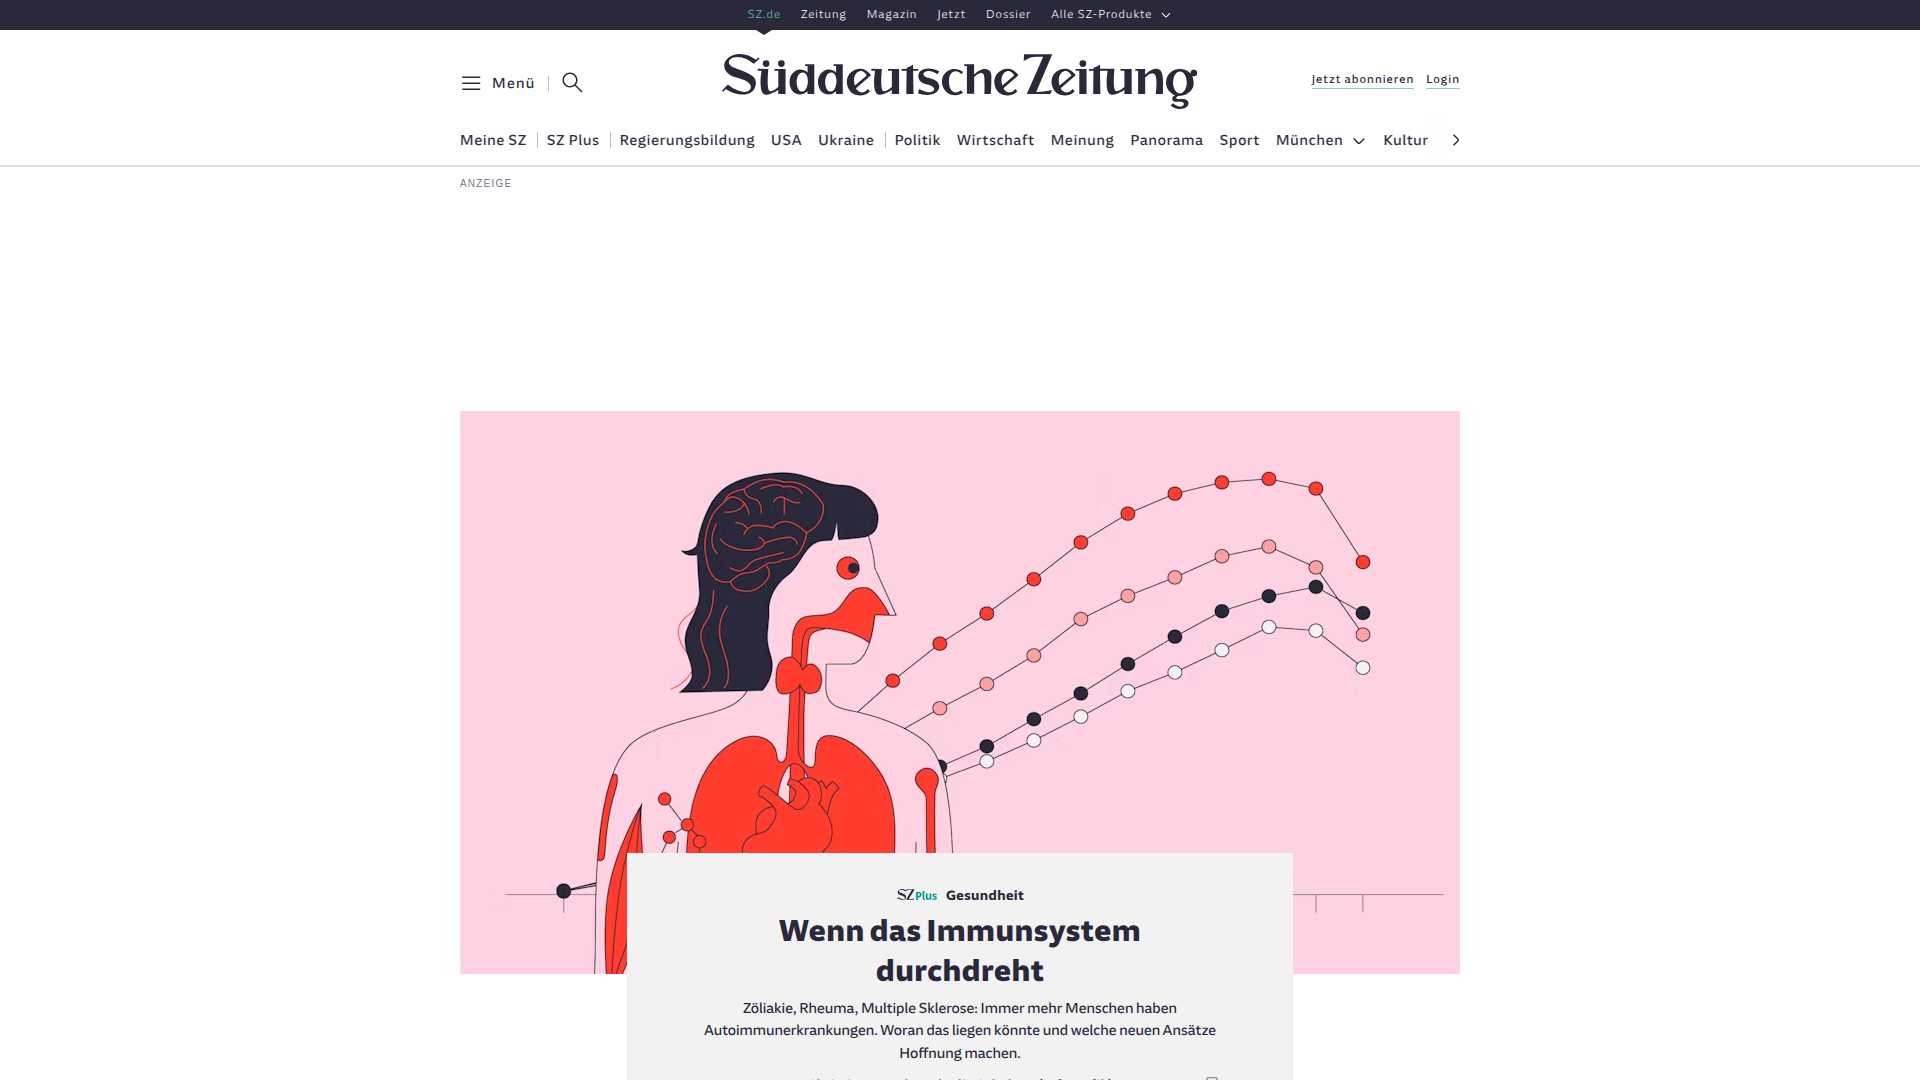 SZ.de Zeitung Magazin Jetzt Dossier Alle SZ-Produkte
Menü
Süddeutsche Zeitung
Jetzt abonnieren Login
Meine SZ SZ Plus Regierungsbildung USA Ukraine Politik Wirtschaft Meinung Panorama Sport München Kultur
ANZEIGE
SZ Plus Gesundheit
Wenn das Immunsystem
durchdreht
Zöliakie, Rheuma, Multiple Sklerose: Immer mehr Menschen haben
Autoimmunerkrankungen. Woran das liegen könnte und welche neuen Ansätze
Hoffnung machen.